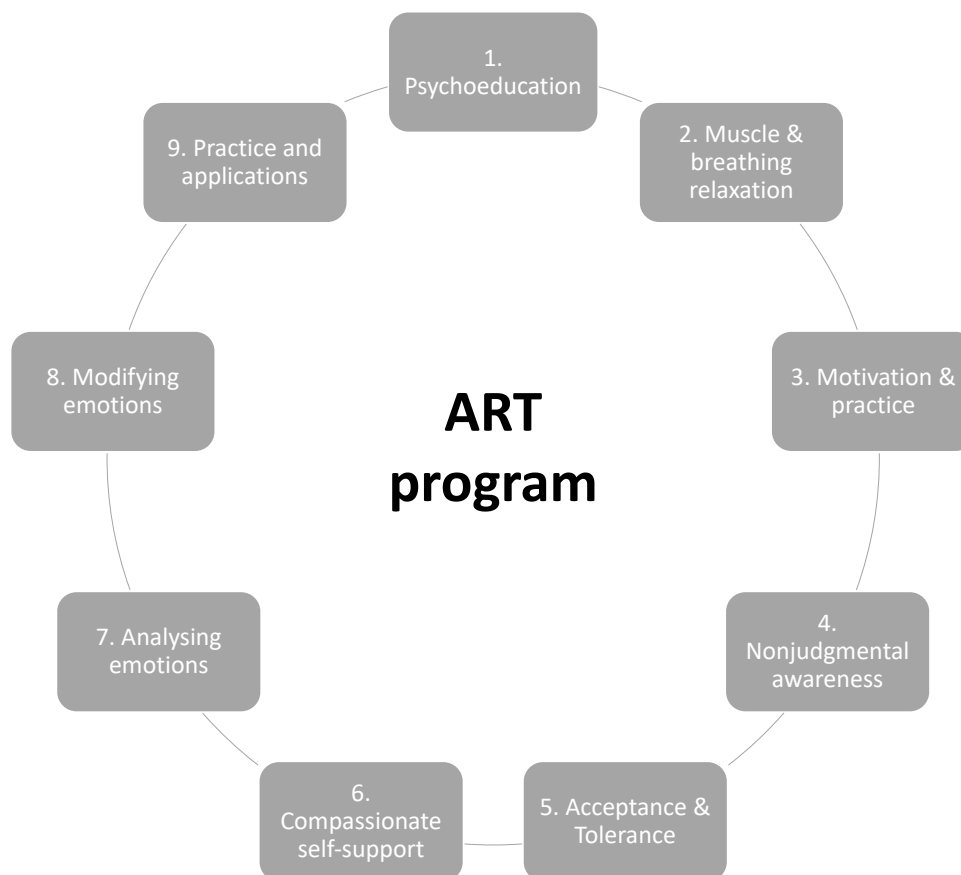 1.
Psychoeducation
2. Muscle &
breathing
relaxation
3. Motivation &
practice
4.
Nonjudgmental
awareness
5. Acceptance &
Tolerance
6.
Compassionate
self-support
7. Analysing
emotions
8. Modifying
emotions
9. Practice and
applications
ART
program